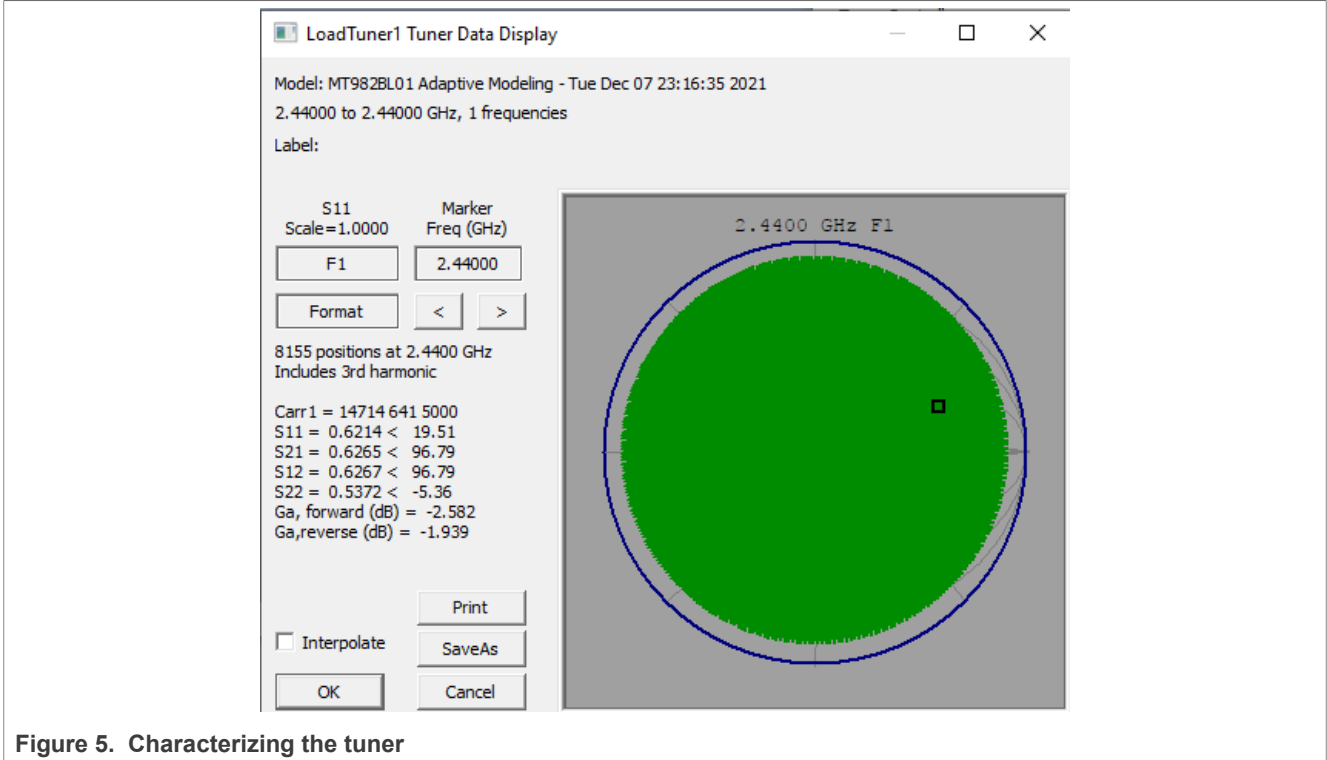 LoadTuner1 Tuner Data Display
Model: MT982BL01 Adaptive Modeling - Tue Dec 07 23:16:35 2021
2.44000 to 2.44000 GHz, 1 frequencies
Label:
S11 Marker
Scale=1.0000 Freq (GHz)
F1 2.44000
Format < >
8155 positions at 2.4400 GHz
Includes 3rd harmonic
Carr1 = 14714 641 5000
S11 = 0.6214 < 19.51
S21 = 0.6265 < 96.79
S12 = 0.6267 < 96.79
S22 = 0.5372 < -5.36
Ga, forward (dB) = -2.582
Ga,reverse (dB) = -1.939
Print
Interpolate SaveAs
OK Cancel
2.4400 GHz F1
Figure 5. Characterizing the tuner